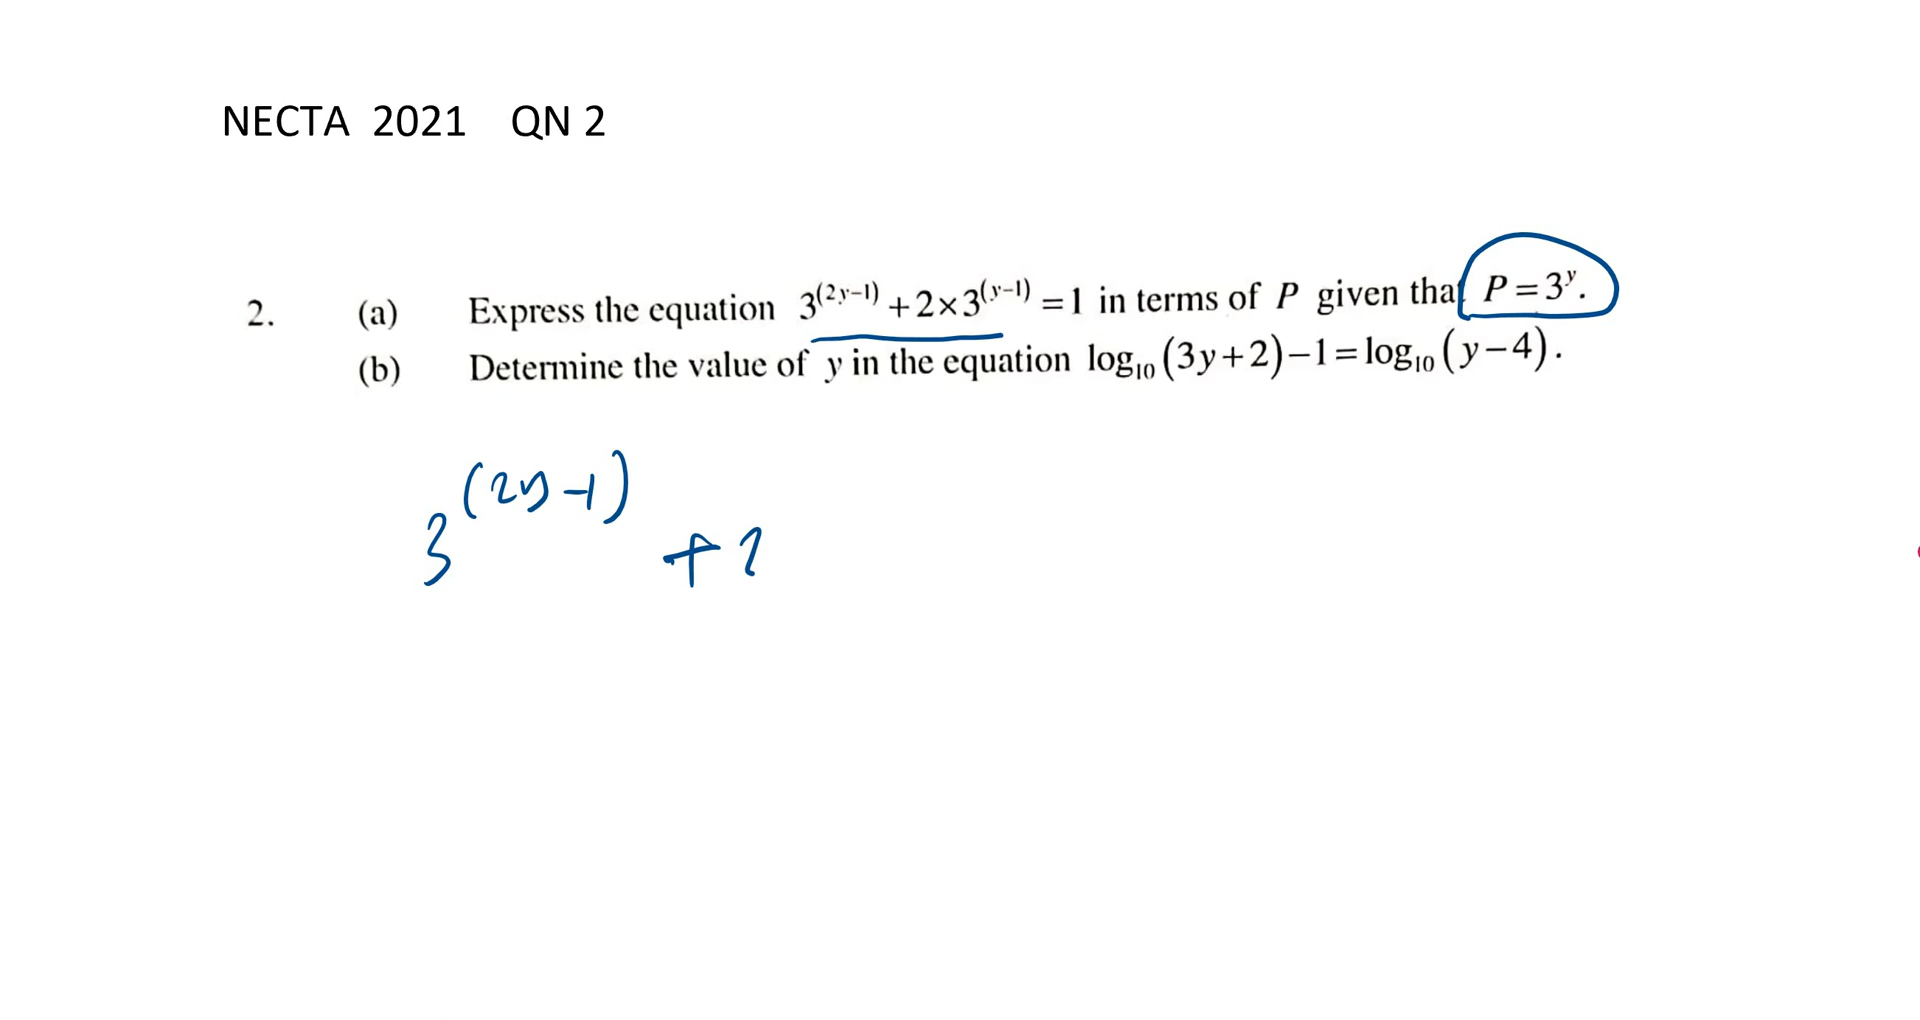 NECTA 2021 QN 2
2. (a) Express the equation 3^(2y−1) + 2×3^(y−1) = 1 in terms of P given that P = 3^y.
(b) Determine the value of y in the equation log₁₀(3y+2)−1=log₁₀(y−4).
3^(2y−1) + 2